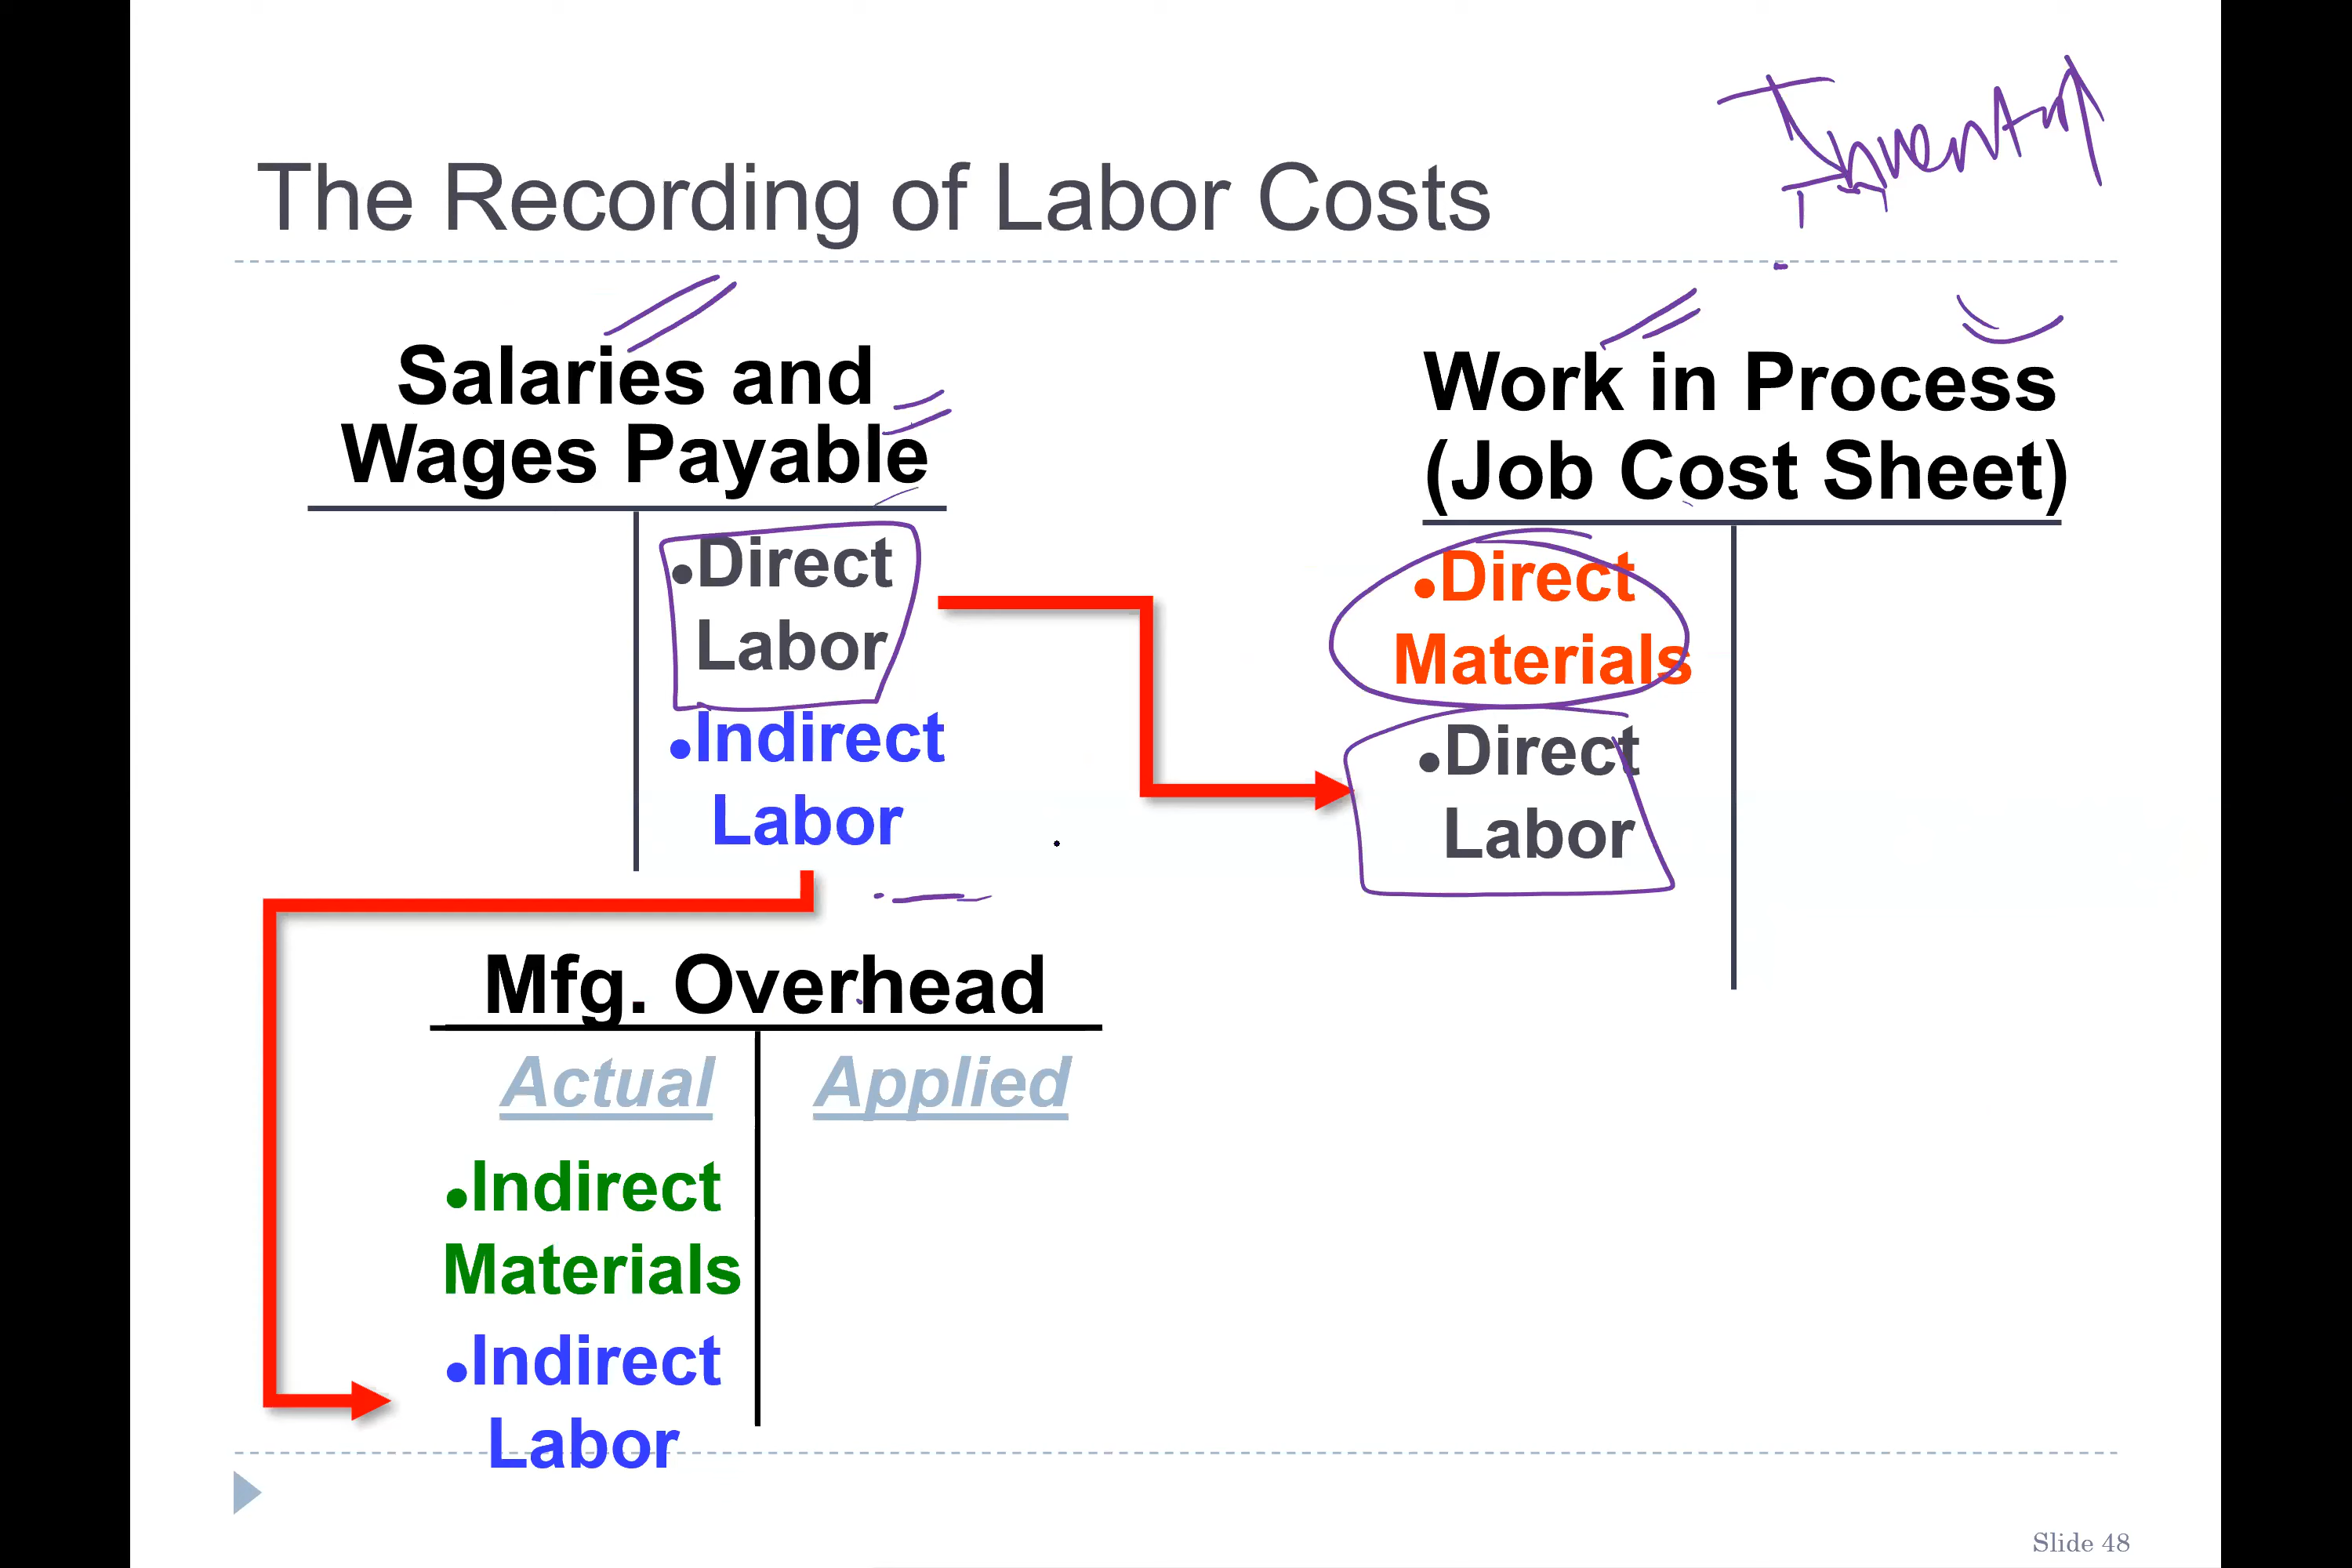 The Recording of Labor Costs
Inventory
Salaries and
Wages Payable
•Direct
Labor
•Indirect
Labor
Work in Process
(Job Cost Sheet)
•Direct
Materials
•Direct
Labor
Mfg. Overhead
Actual
Applied
•Indirect
Materials
•Indirect
Labor
Slide 48